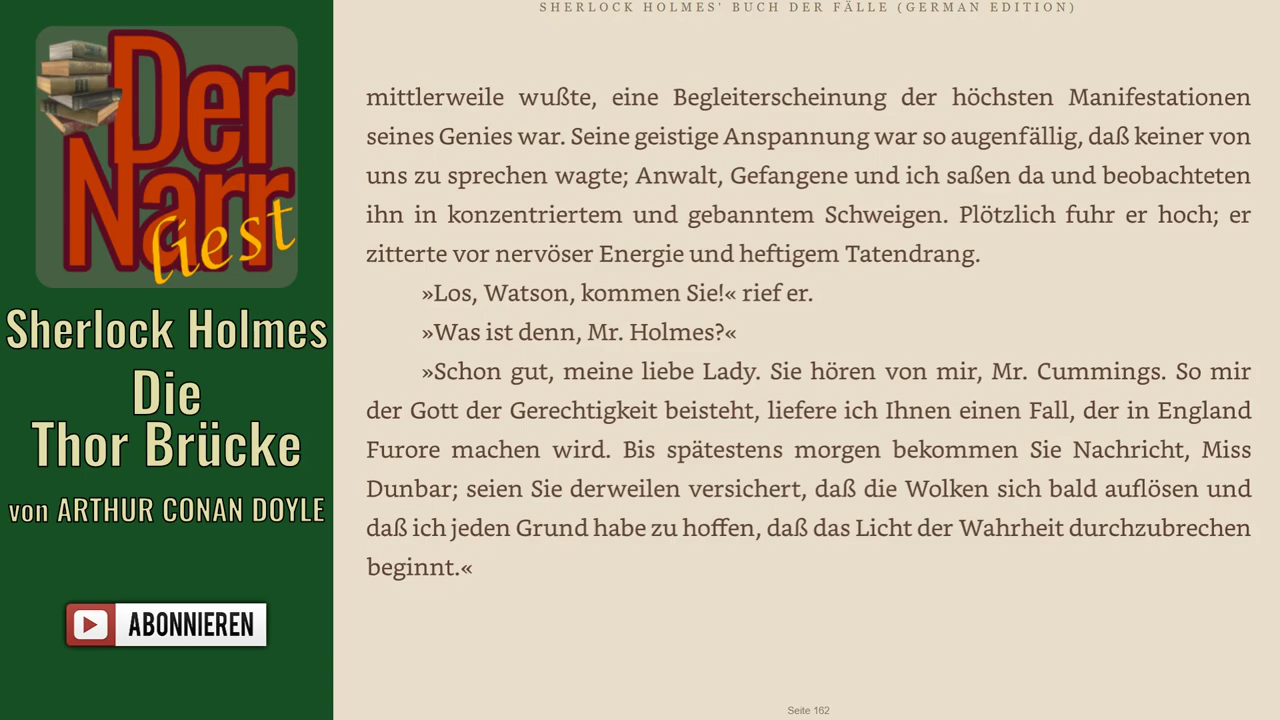 Der
Narr
liest
Sherlock Holmes
Die
Thor Brücke
von ARTHUR CONAN DOYLE
ABONNIEREN
SHERLOCK HOLMES' BUCH DER FÄLLE (GERMAN EDITION)
mittlerweile wußte, eine Begleiterscheinung der höchsten Manifestationen
seines Genies war. Seine geistige Anspannung war so augenfällig, daß keiner von
uns zu sprechen wagte; Anwalt, Gefangene und ich saßen da und beobachteten
ihn in konzentriertem und gebanntem Schweigen. Plötzlich fuhr er hoch; er
zitterte vor nervöser Energie und heftigem Tatendrang.
»Los, Watson, kommen Sie!« rief er.
»Was ist denn, Mr. Holmes?«
»Schon gut, meine liebe Lady. Sie hören von mir, Mr. Cummings. So mir
der Gott der Gerechtigkeit beisteht, liefere ich Ihnen einen Fall, der in England
Furore machen wird. Bis spätestens morgen bekommen Sie Nachricht, Miss
Dunbar; seien Sie derweilen versichert, daß die Wolken sich bald auflösen und
daß ich jeden Grund habe zu hoffen, daß das Licht der Wahrheit durchzubrechen
beginnt.«
Seite 162